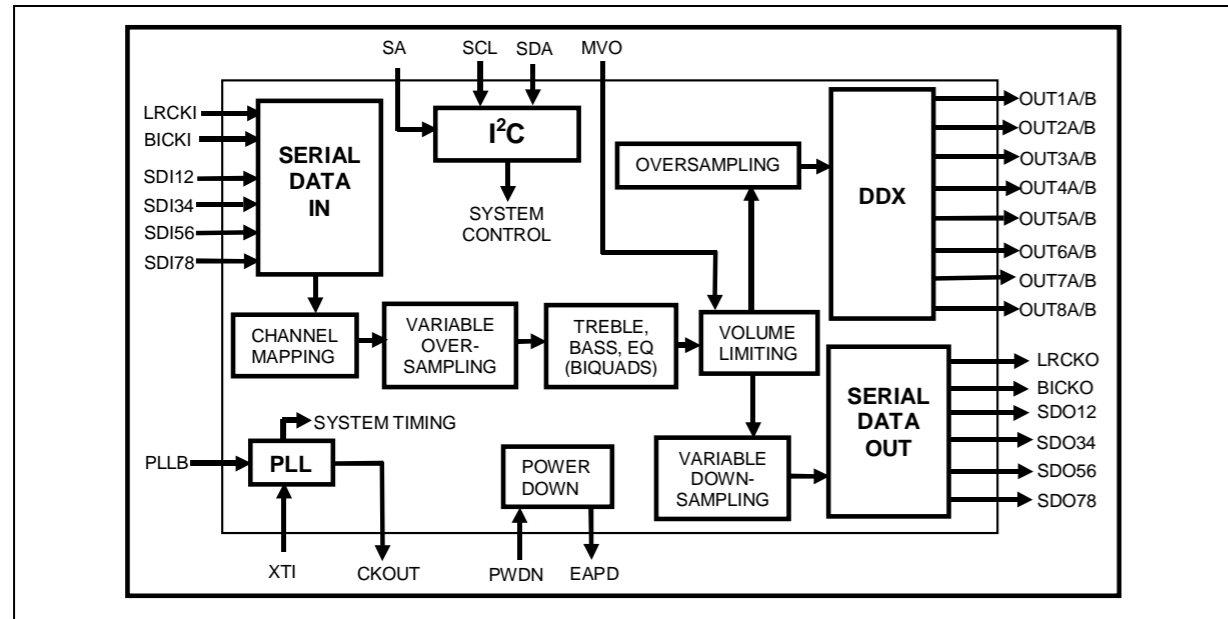 SA
SCL
SDA
MVO
LRCKI
BICKI
SDI12
SDI34
SDI56
SDI78
SERIAL
DATA
IN
I²C
SYSTEM
CONTROL
OVERSAMPLING
DDX
OUT1A/B
OUT2A/B
OUT3A/B
OUT4A/B
OUT5A/B
OUT6A/B
OUT7A/B
OUT8A/B
CHANNEL
MAPPING
VARIABLE
OVER-
SAMPLING
TREBLE,
BASS, EQ
(BIQUADS)
VOLUME
LIMITING
SERIAL
DATA
OUT
LRCKO
BICKO
SDO12
SDO34
SDO56
SDO78
SYSTEM TIMING
PLLB
PLL
POWER
DOWN
VARIABLE
DOWN-
SAMPLING
XTI
CKOUT
PWDN
EAPD